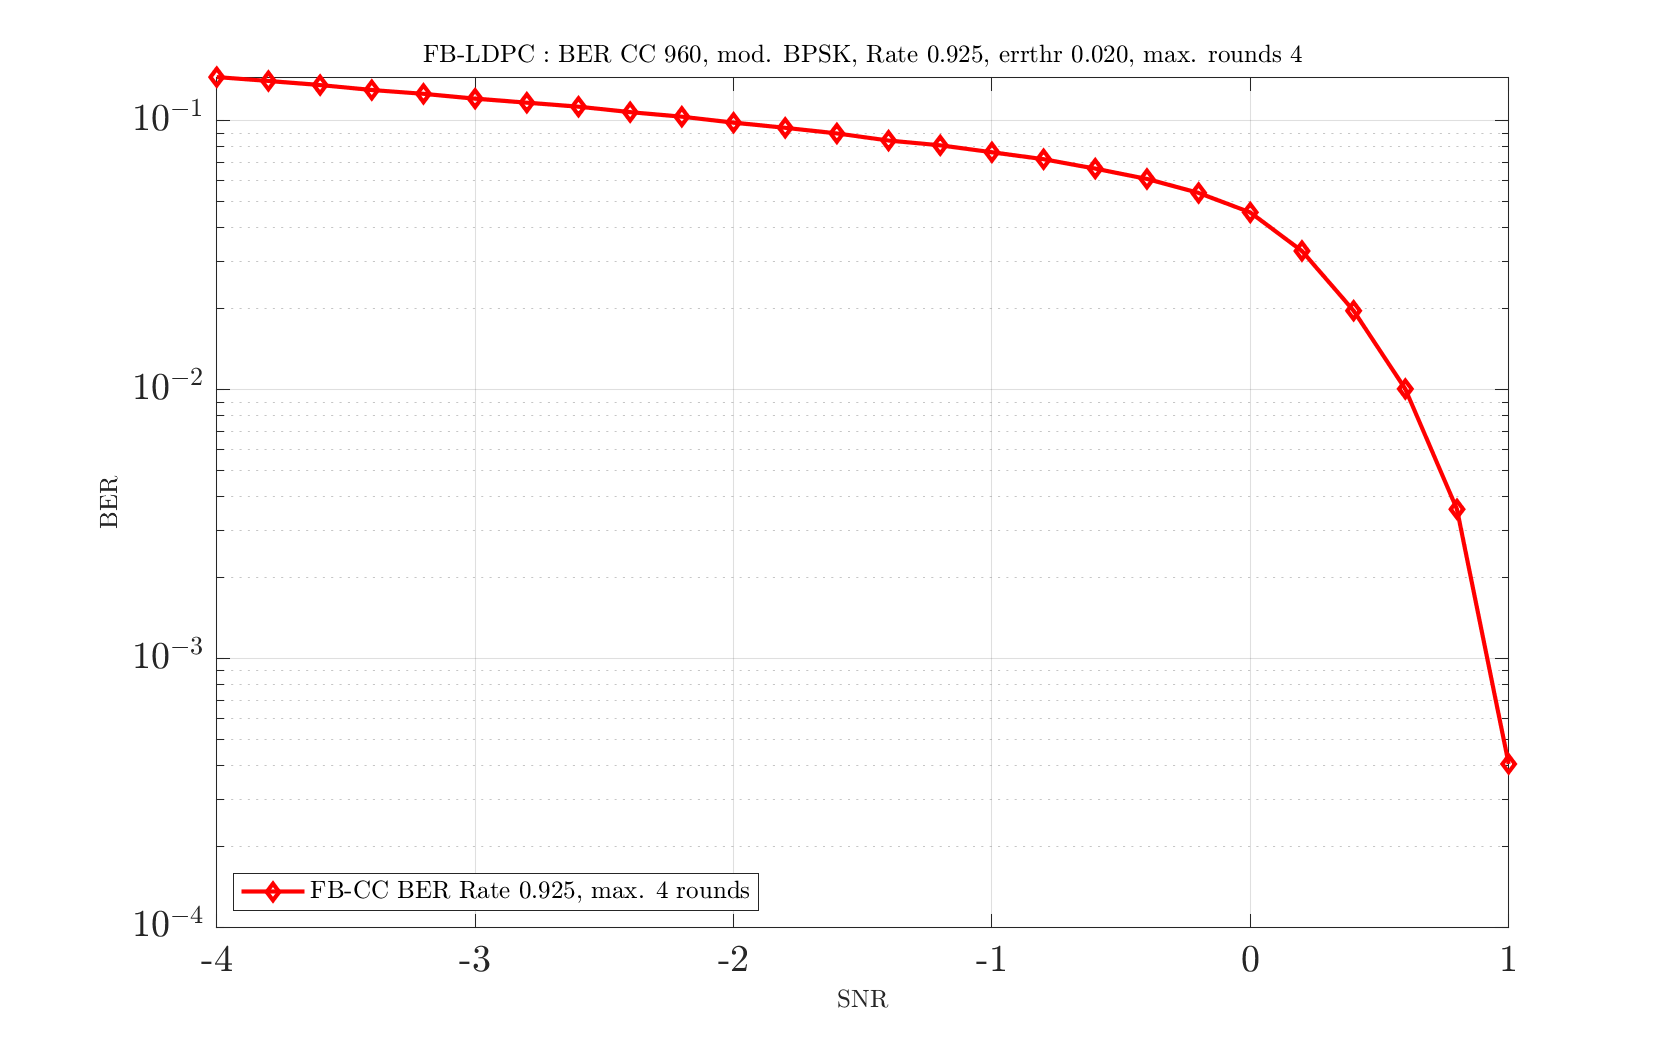 FB-LDPC : BER CC 960, mod. BPSK, Rate 0.925, errthr 0.020, max. rounds 4
10⁻¹
10⁻²
BER
10⁻³
FB-CC BER Rate 0.925, max. 4 rounds
10⁻⁴
-4 -3 -2 -1 0 1
SNR